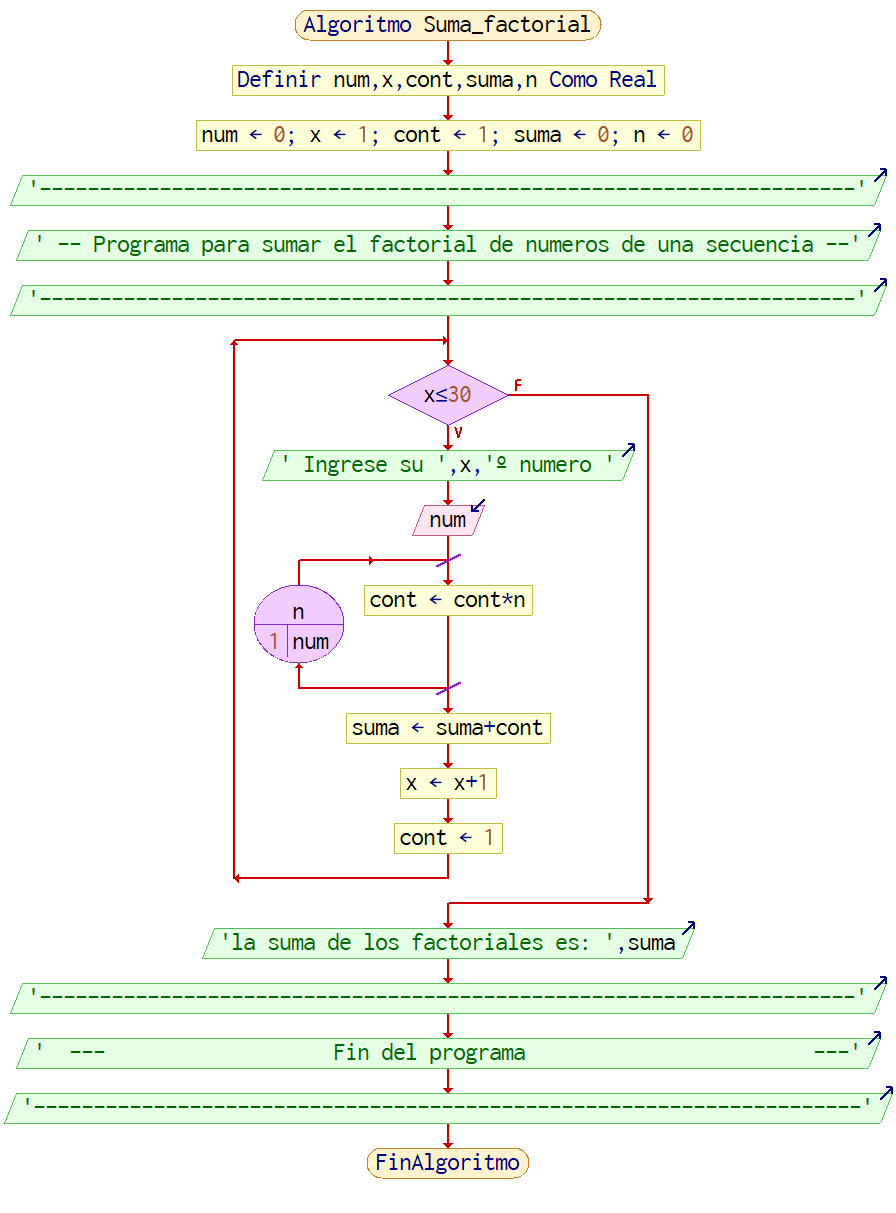 Algoritmo Suma_factorial
Definir num,x,cont,suma,n Como Real
num ← 0; x ← 1; cont ← 1; suma ← 0; n ← 0
'--------------------------------------------------------------------'
' -- Programa para sumar el factorial de numeros de una secuencia --'
'--------------------------------------------------------------------'
x≤30
F
V
' Ingrese su ',x,'º numero '
num
cont ← cont*n
n
1 num
suma ← suma+cont
x ← x+1
cont ← 1
'la suma de los factoriales es: ',suma
'--------------------------------------------------------------------'
'  ---                   Fin del programa                        ---'
'---------------------------------------------------------------------'
FinAlgoritmo